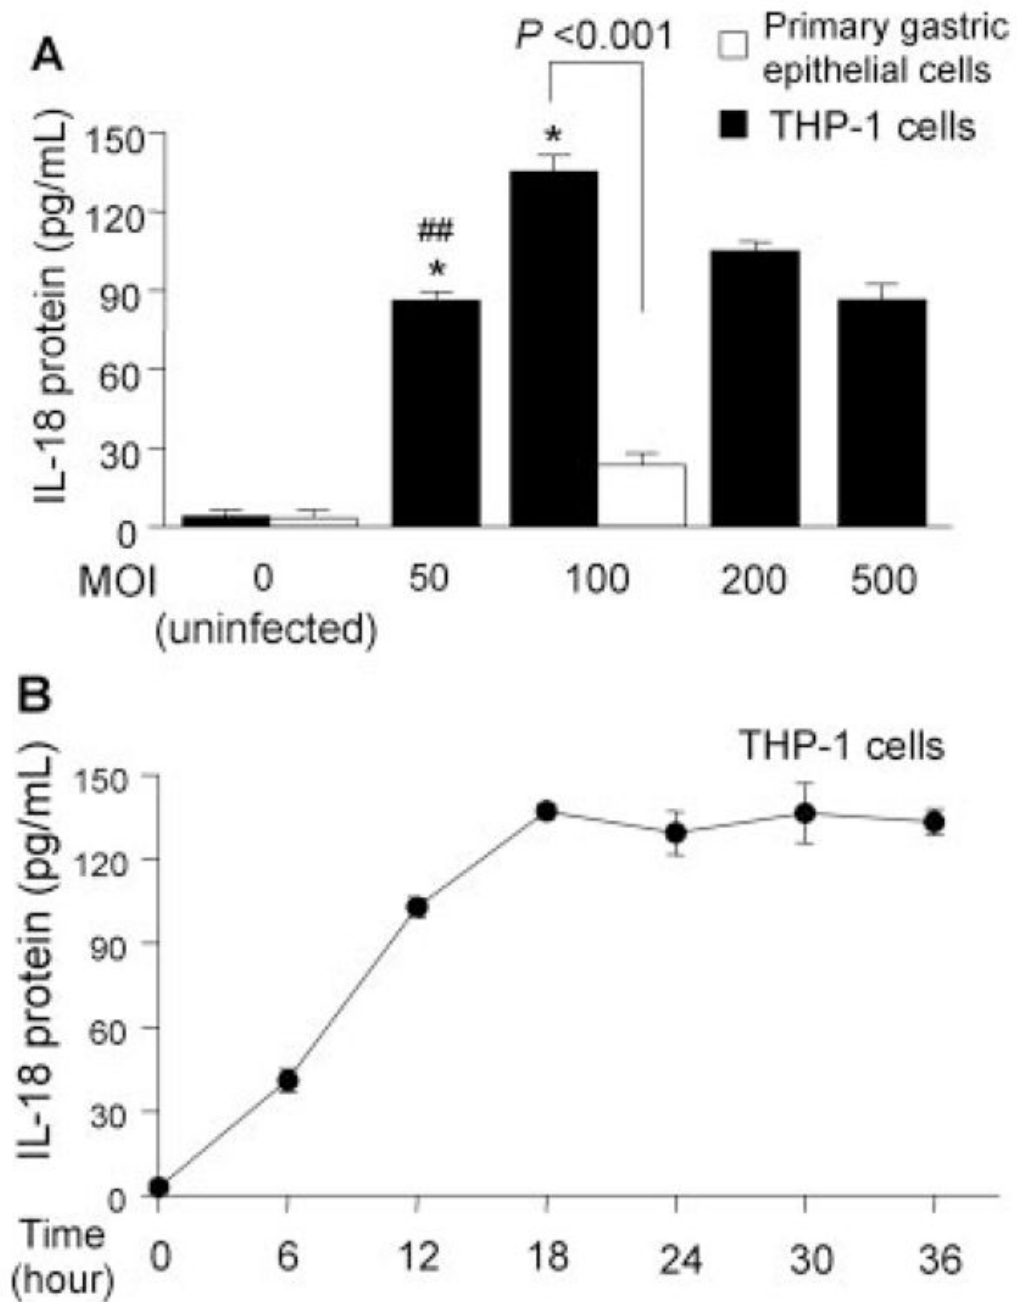 A
P <0.001
Primary gastric
epithelial cells
THP-1 cells
IL-18 protein (pg/mL)
150
120
90
60
30
0
##
*
*
MOI 0 50 100 200 500
(uninfected)
B
THP-1 cells
IL-18 protein (pg/mL)
150
120
90
60
30
0
Time
(hour)
0 6 12 18 24 30 36